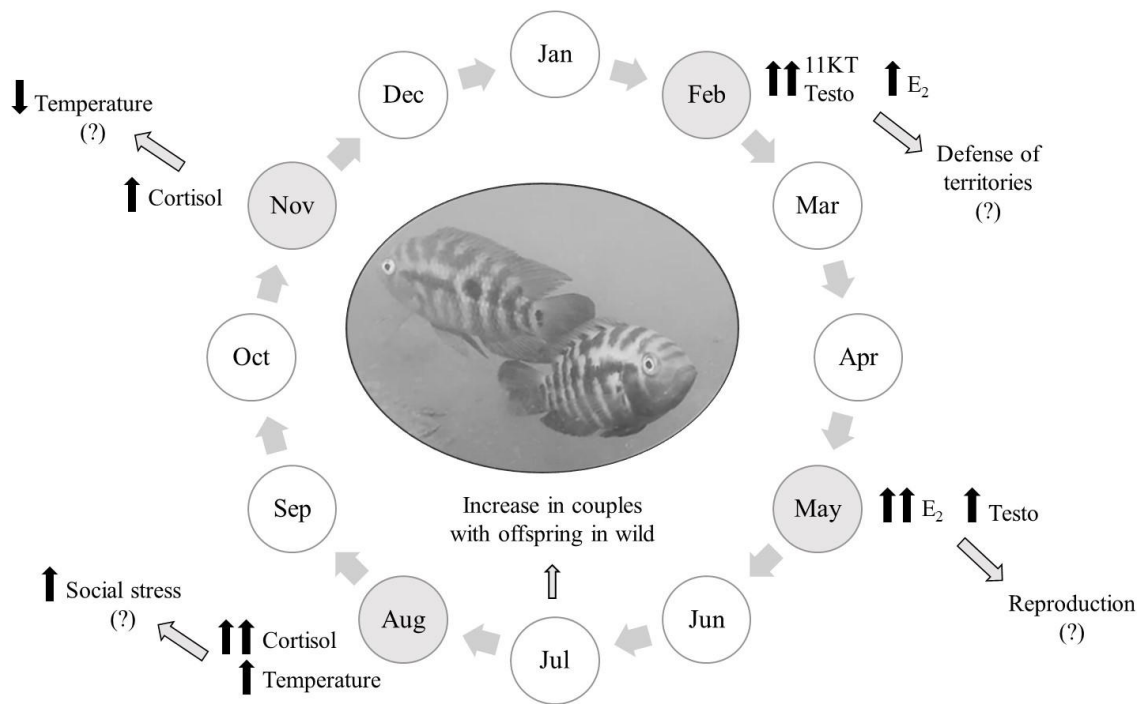 Jan
Feb
11KT
Testo
E₂
Defense of
territories
(?)
Mar
Apr
May
E₂
Testo
Reproduction
(?)
Jun
Jul
Increase in couples
with offspring in wild
Aug
Cortisol
Temperature
Social stress
(?)
Sep
Oct
Nov
Cortisol
Temperature
(?)
Dec